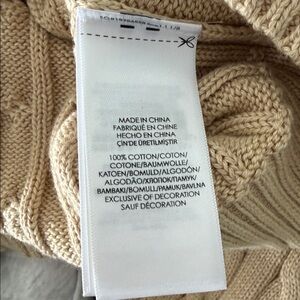 MADE IN CHINA
FABRIQUÉ EN CHINE
HECHO EN CHINA
ÇİN'DE ÜRETİLMİŞTİR
100% COTTON/COTON/
COTONE/BAUMWOLLE/
KATOEN/BOMULD/ALGODÓN/
ALGODÃO/ΧΛΟΠΟΚ/ПАМУК/
BAMBAKI/BOMULL/PAMUK/BAVLNA
EXCLUSIVE OF DECORATION
SAUF DÉCORATION